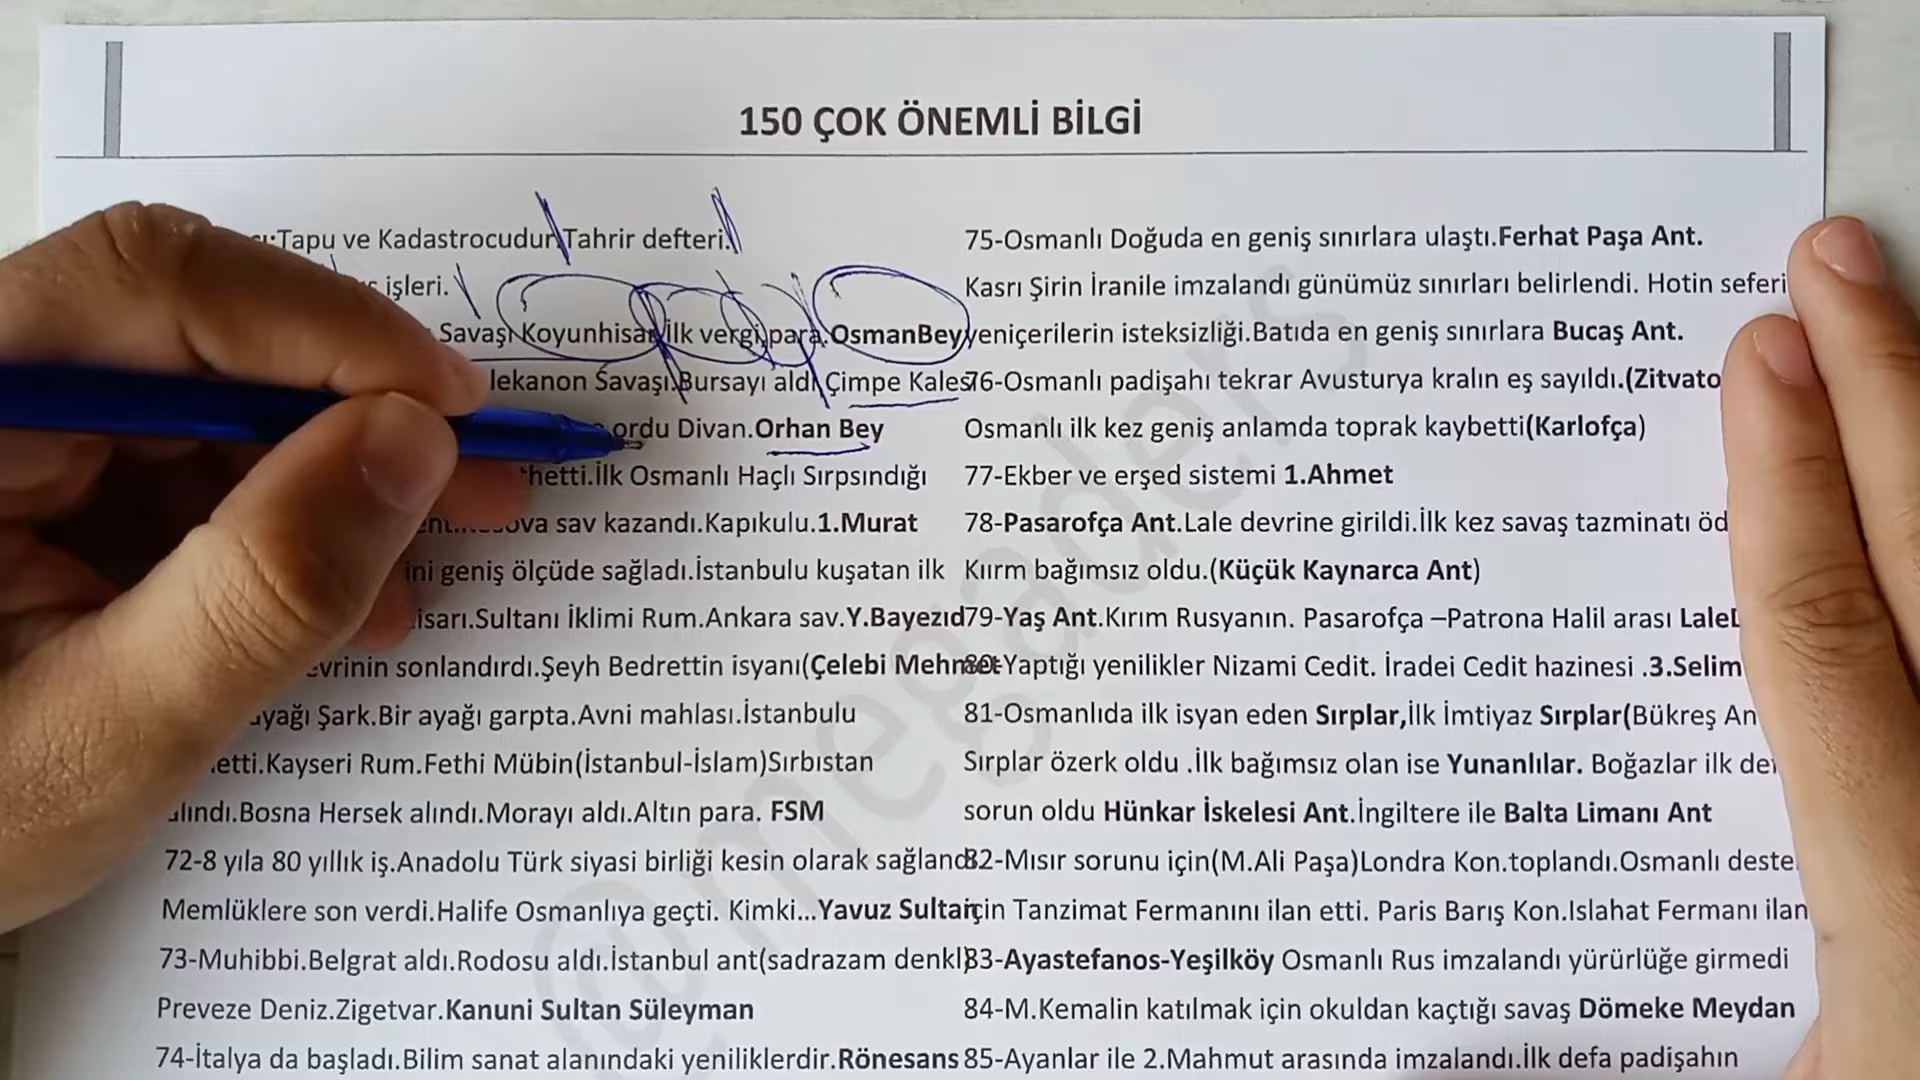 150 ÇOK ÖNEMLİ BİLGİ
Tapu ve Kadastrocudur.Tahrir defteri.
işleri.
Savaşı Koyunhisar.İlk vergi,para.OsmanBey
lekanon Savaşı.Bursayı aldı.Çimpe Kales
ordu Divan.Orhan Bey
hetti.İlk Osmanlı Haçlı Sırpsındığı
ova sav kazandı.Kapıkulu.1.Murat
ini geniş ölçüde sağladı.İstanbulu kuşatan ilk
isarı.Sultanı İklimi Rum.Ankara sav.Y.Bayezıd
evrinin sonlandırdı.Şeyh Bedrettin isyanı(Çelebi Mehmet
ayağı Şark.Bir ayağı garpta.Avni mahlası.İstanbulu
etti.Kayseri Rum.Fethi Mübin(İstanbul-İslam)Sırbıstan
alındı.Bosna Hersek alındı.Morayı aldı.Altın para. FSM
72-8 yıla 80 yıllık iş.Anadolu Türk siyasi birliği kesin olarak sağland
Memlüklere son verdi.Halife Osmanlıya geçti. Kimki...Yavuz Sultan
73-Muhibbi.Belgrat aldı.Rodosu aldı.İstanbul ant(sadrazam denkl)
Preveze Deniz.Zigetvar.Kanuni Sultan Süleyman
74-İtalya da başladı.Bilim sanat alanındaki yeniliklerdir.Rönesans
75-Osmanlı Doğuda en geniş sınırlara ulaştı.Ferhat Paşa Ant.
Kasrı Şirin İranile imzalandı günümüz sınırları belirlendi. Hotin seferi
yeniçerilerin isteksizliği.Batıda en geniş sınırlara Bucaş Ant.
76-Osmanlı padişahı tekrar Avusturya kralın eş sayıldı.(Zitvato
Osmanlı ilk kez geniş anlamda toprak kaybetti(Karlofça)
77-Ekber ve erşed sistemi 1.Ahmet
78-Pasarofça Ant.Lale devrine girildi.İlk kez savaş tazminatı öd
Kıırm bağımsız oldu.(Küçük Kaynarca Ant)
79-Yaş Ant.Kırım Rusyanın. Pasarofça –Patrona Halil arası LaleD
80-Yaptığı yenilikler Nizami Cedit. İradei Cedit hazinesi .3.Selim
81-Osmanlıda ilk isyan eden Sırplar,İlk İmtiyaz Sırplar(Bükreş An
Sırplar özerk oldu .İlk bağımsız olan ise Yunanlılar. Boğazlar ilk de
sorun oldu Hünkar İskelesi Ant.İngiltere ile Balta Limanı Ant
82-Mısır sorunu için(M.Ali Paşa)Londra Kon.toplandı.Osmanlı deste
için Tanzimat Fermanını ilan etti. Paris Barış Kon.Islahat Fermanı ilan
83-Ayastefanos-Yeşilköy Osmanlı Rus imzalandı yürürlüğe girmedi
84-M.Kemalin katılmak için okuldan kaçtığı savaş Dömeke Meydan
85-Ayanlar ile 2.Mahmut arasında imzalandı.İlk defa padişahın
@megaders